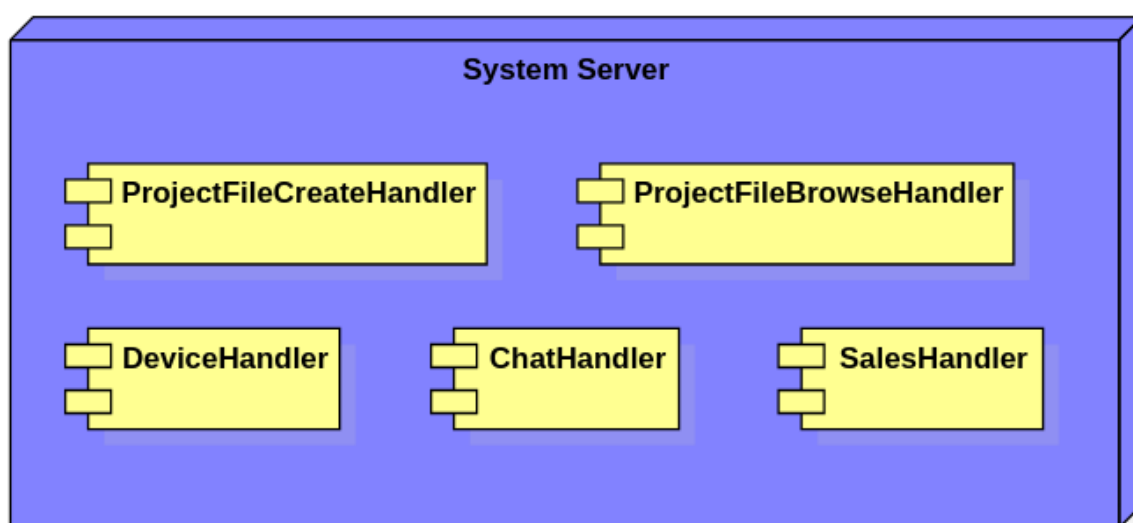 System Server
ProjectFileCreateHandler
ProjectFileBrowseHandler
DeviceHandler
ChatHandler
SalesHandler